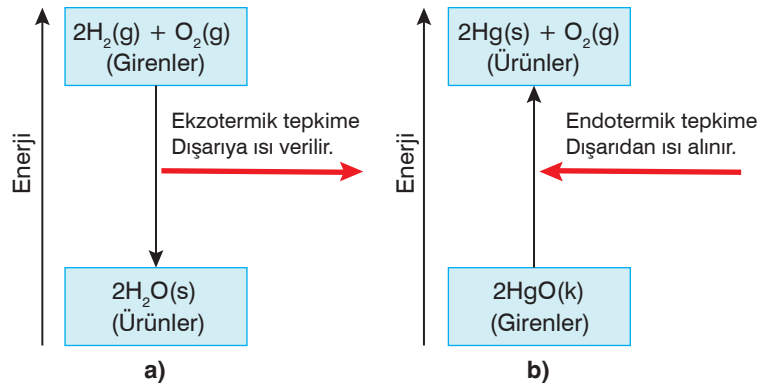 Enerji
2H₂(g) + O₂(g)
(Girenler)
Ekzotermik tepkime
Dışarıya ısı verilir.
2H₂O(s)
(Ürünler)
a)
Enerji
2Hg(s) + O₂(g)
(Ürünler)
Endotermik tepkime
Dışarıdan ısı alınır.
2HgO(k)
(Girenler)
b)